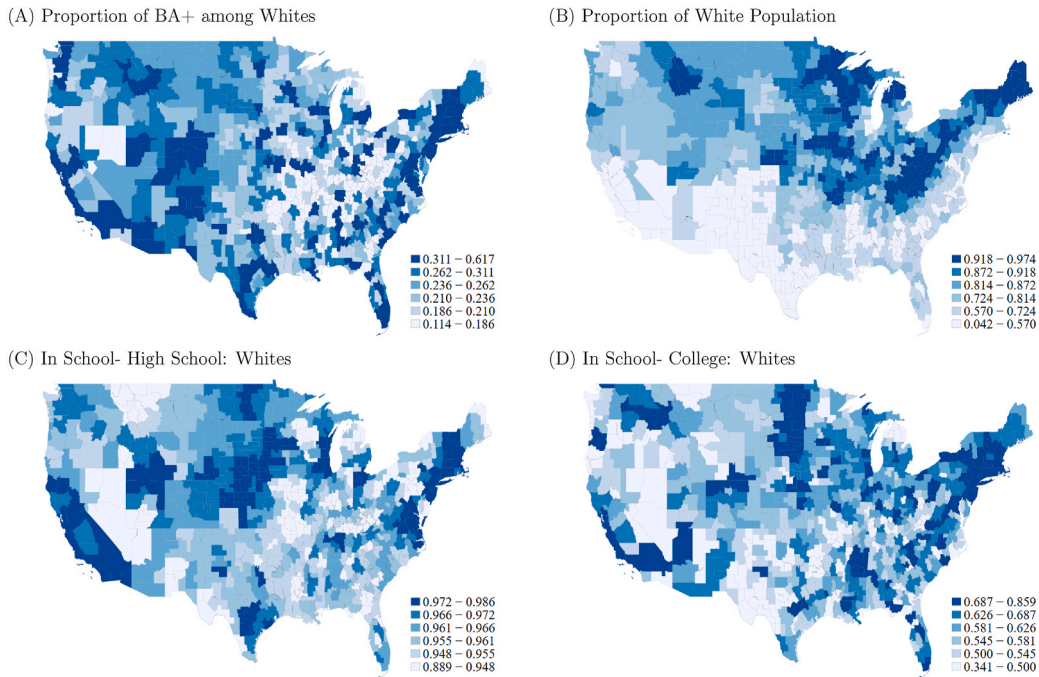 (A) Proportion of BA+ among Whites
0.311 – 0.617
0.262 – 0.311
0.236 – 0.262
0.210 – 0.236
0.186 – 0.210
0.114 – 0.186
(B) Proportion of White Population
0.918 – 0.974
0.872 – 0.918
0.814 – 0.872
0.724 – 0.814
0.570 – 0.724
0.042 – 0.570
(C) In School- High School: Whites
0.972 – 0.986
0.966 – 0.972
0.961 – 0.966
0.955 – 0.961
0.948 – 0.955
0.889 – 0.948
(D) In School- College: Whites
0.687 – 0.859
0.626 – 0.687
0.581 – 0.626
0.545 – 0.581
0.500 – 0.545
0.341 – 0.500